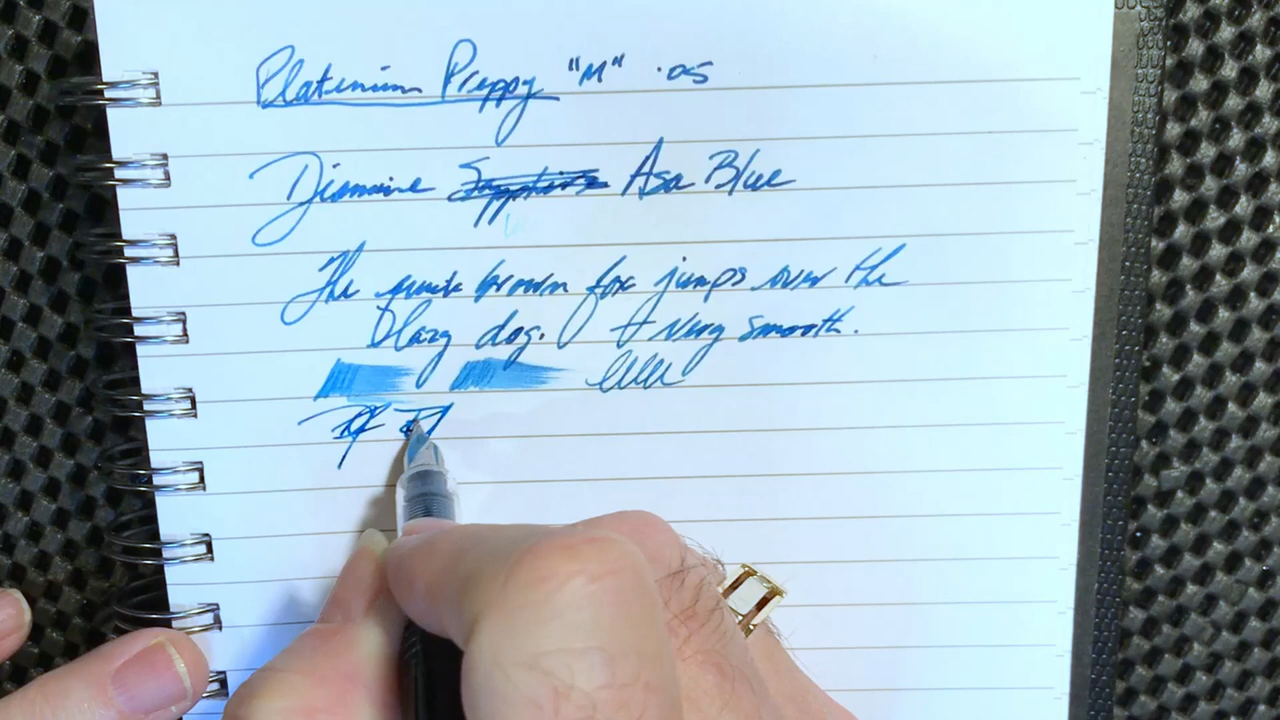 Platinum Preppy "M" .05
Diamine Sapphire Asa Blue
The quick brown fox jumps over the
lazy dog. Very smooth.